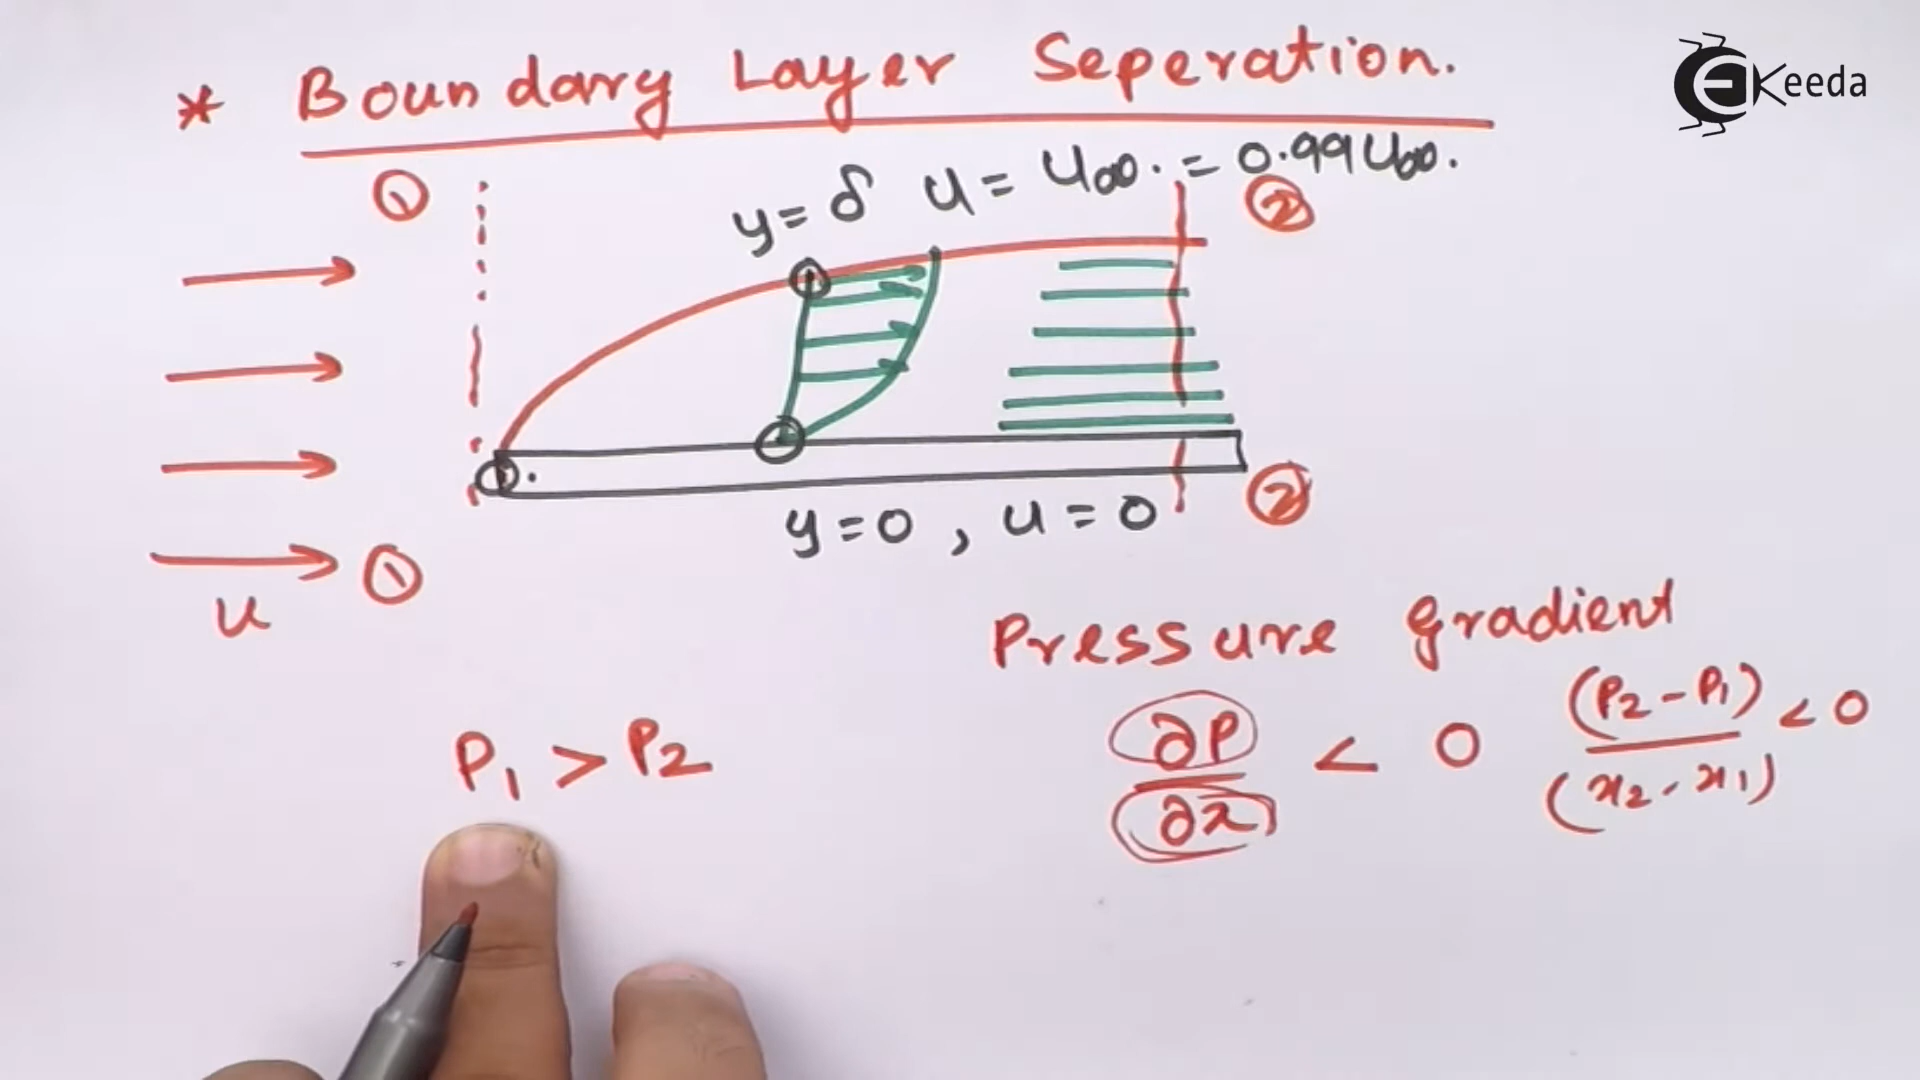 * Boundary Layer Seperation.
EKeeda
y=δ u = u∞. = 0.99u∞.
① ②
y=0 , u=0 ②
u ①
Pressure gradient
P₁ > P₂
∂P/∂x < 0 (P₂-P₁)/(x₂-x₁) < 0